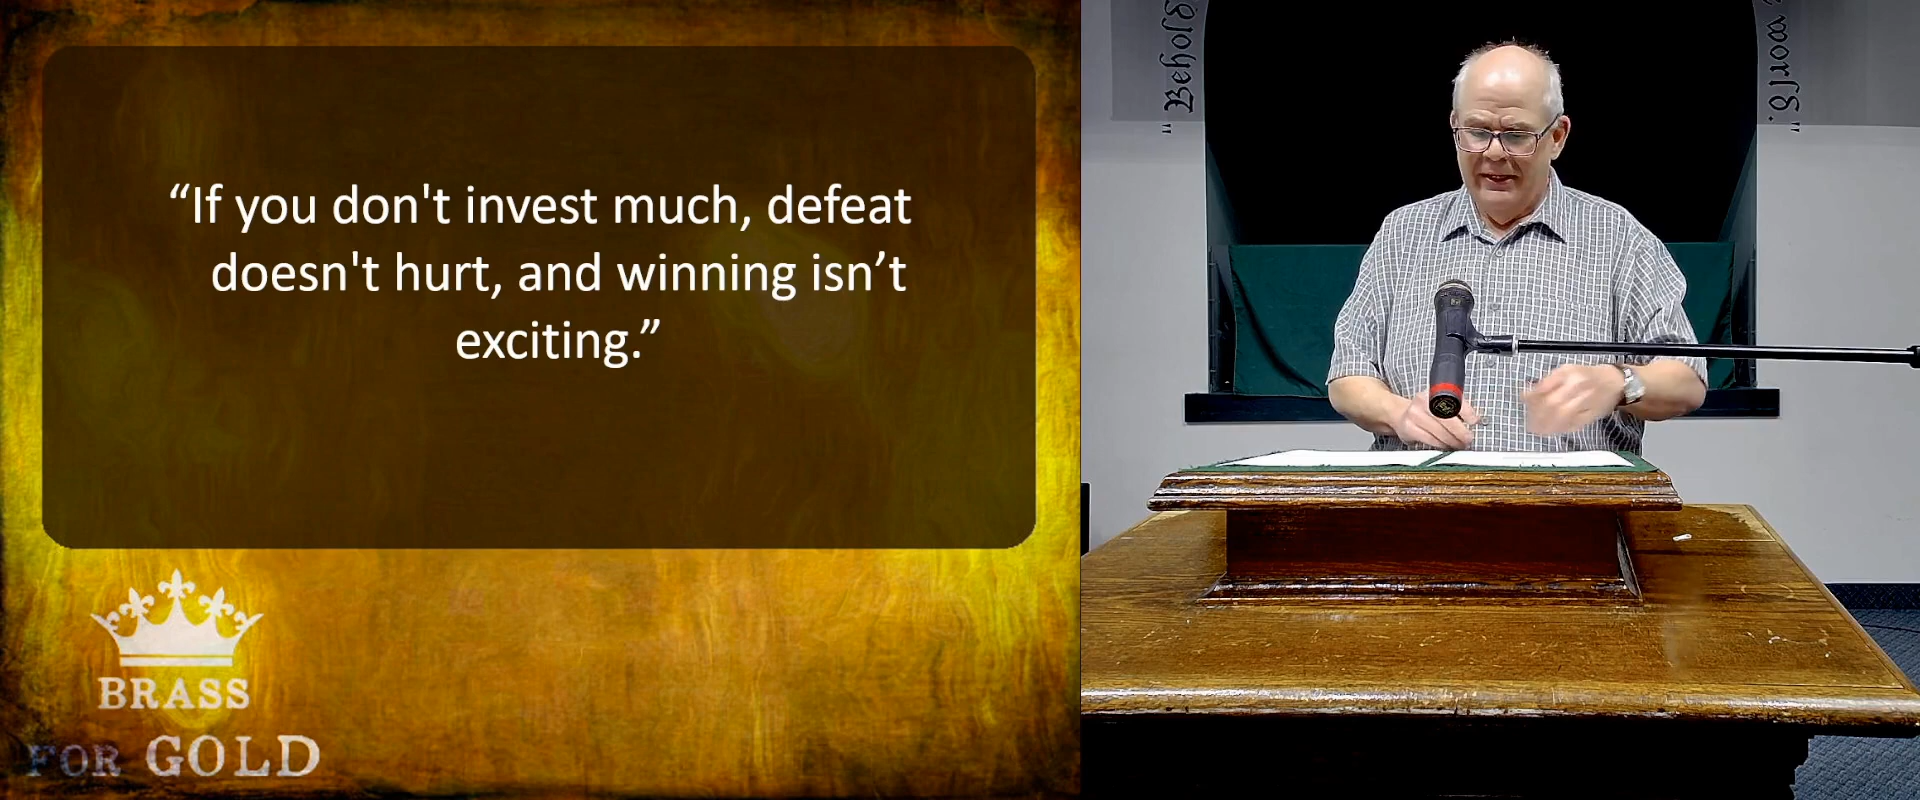 “If you don't invest much, defeat
doesn't hurt, and winning isn’t
exciting.”
BRASS
FOR GOLD
"Behold
world."